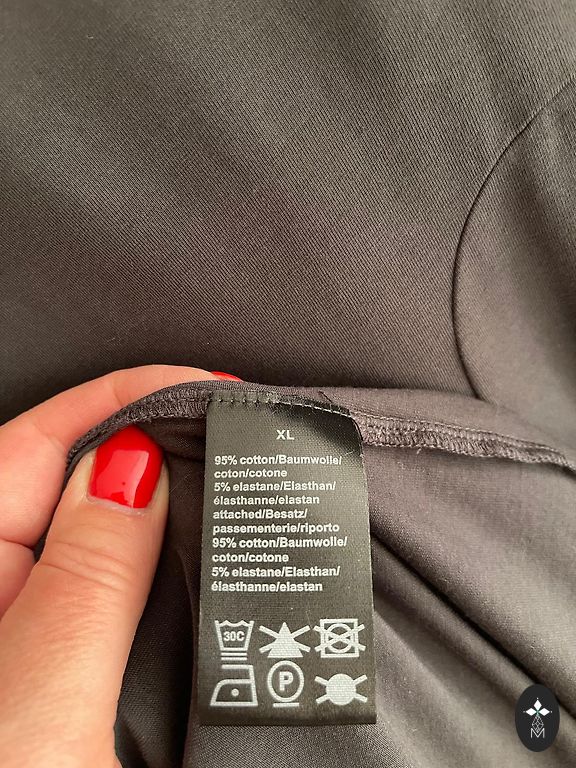 XL
95% cotton/Baumwolle/
coton/cotone
5% elastane/Elasthan/
élasthanne/elastan
attached/Besatz/
passementerie/riporto
95% cotton/Baumwolle/
coton/cotone
5% elastane/Elasthan/
élasthanne/elastan
30C
P
M